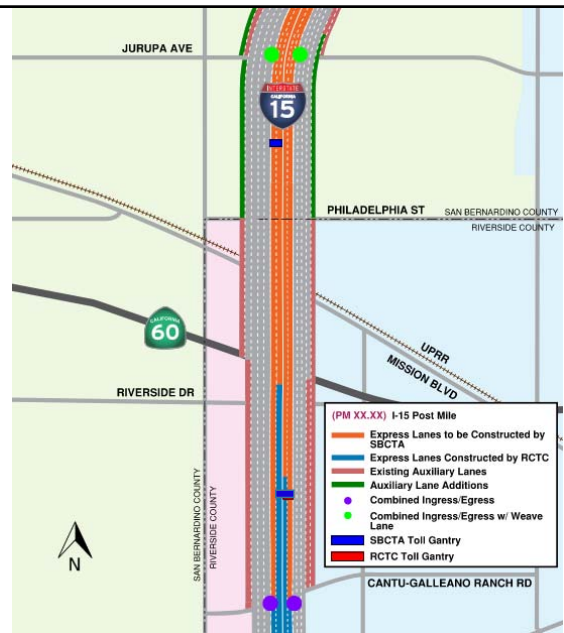 JURUPA AVE
INTERSTATE
CALIFORNIA
15
PHILADELPHIA ST
SAN BERNARDINO COUNTY
RIVERSIDE COUNTY
CALIFORNIA
60
UPRR
MISSION BLVD
RIVERSIDE DR
(PM XX.XX) I-15 Post Mile
Express Lanes to be Constructed by
SBCTA
Express Lanes Constructed by RCTC
Existing Auxiliary Lanes
Auxiliary Lane Additions
Combined Ingress/Egress
Combined Ingress/Egress w/ Weave
Lane
SBCTA Toll Gantry
RCTC Toll Gantry
SAN BERNARDINO COUNTY
RIVERSIDE COUNTY
N
CANTU-GALLEANO RANCH RD